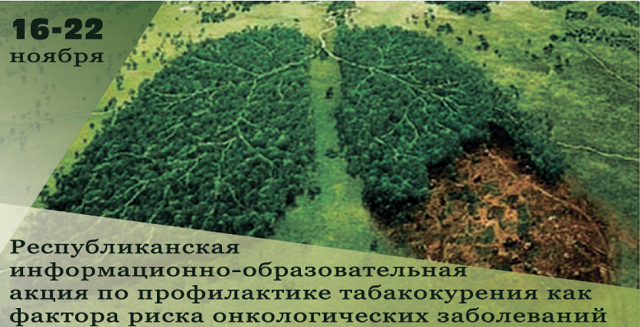 16-22
ноября
Республиканская
информационно-образовательная
акция по профилактике табакокурения как
фактора риска онкологических заболеваний